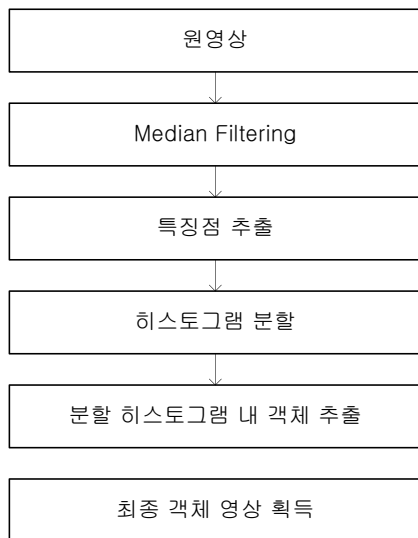 원영상
Median Filtering
특징점 추출
히스토그램 분할
분할 히스토그램 내 객체 추출
최종 객체 영상 획득